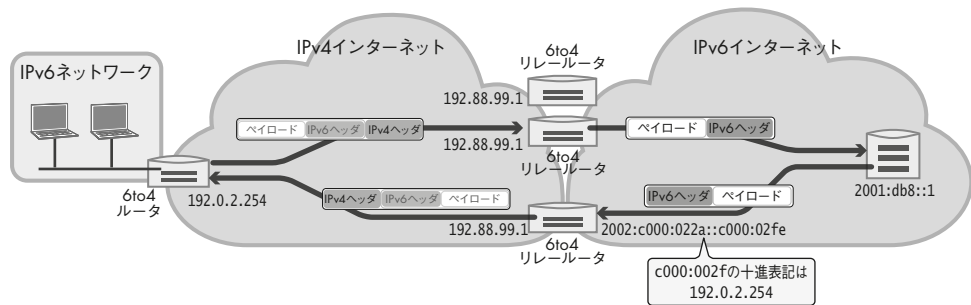 IPv4インターネット
IPv6インターネット
IPv6ネットワーク
6to4
リレールータ
192.88.99.1
ペイロード IPv6ヘッダ IPv4ヘッダ
192.88.99.1
6to4
リレールータ
ペイロード IPv6ヘッダ
2001:db8::1
6to4
ルータ
192.0.2.254
IPv4ヘッダ IPv6ヘッダ ペイロード
192.88.99.1
6to4
リレールータ
IPv6ヘッダ ペイロード
2002:c000:022a::c000:02fe
c000:002fの十進表記は
192.0.2.254